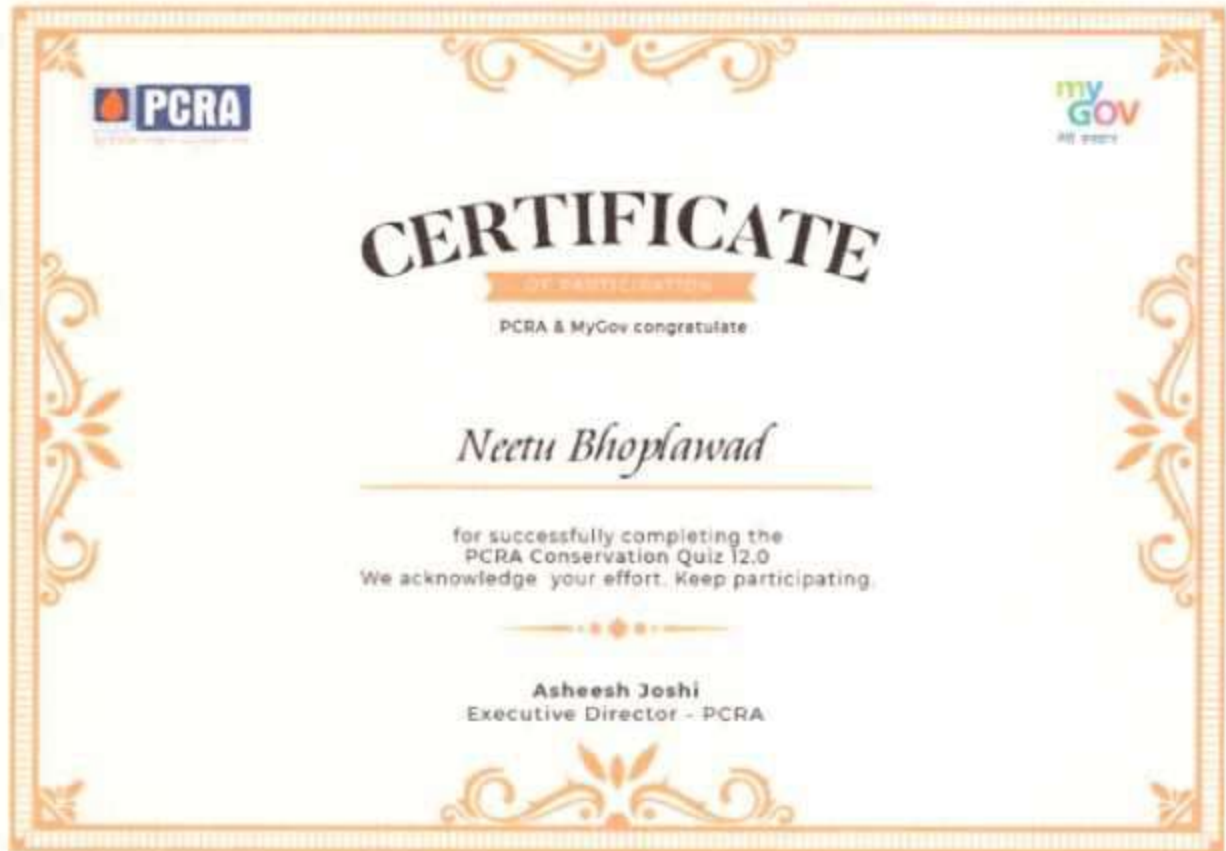 PCRA
my
GOV
मेरी सरकार
CERTIFICATE
OF PARTICIPATION
PCRA & MyGov congratulate
Neetu Bhoplawad
for successfully completing the
PCRA Conservation Quiz 12.0
We acknowledge your effort. Keep participating.
Asheesh Joshi
Executive Director - PCRA